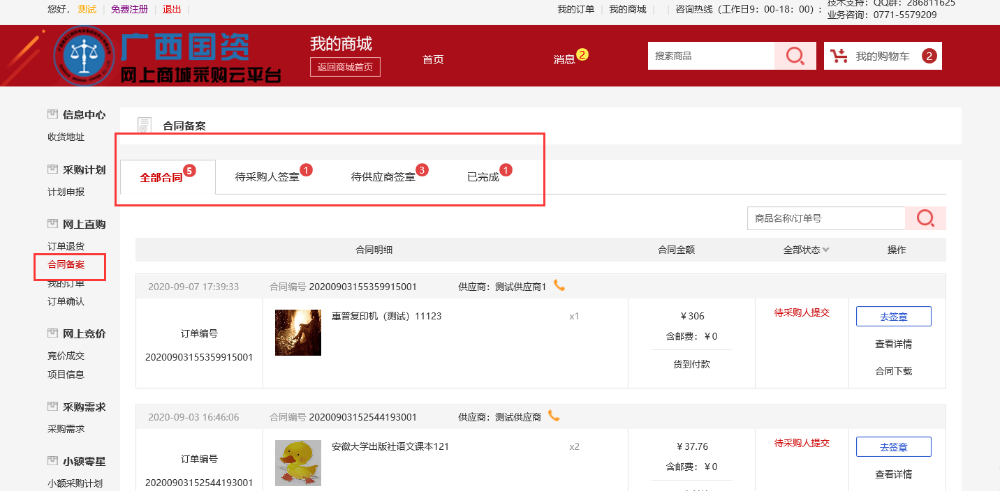 您好， 测试 免费注册 退出 我的订单 我的商城 咨询热线（工作日9：00-18：00）： 技术支持：QQ群：286811625
业务咨询：0771-5579209
广西国资
网上商城采购云平台
我的商城
返回商城首页
首页
消息 2
搜索商品
我的购物车 2
信息中心
收货地址
采购计划
计划申报
网上直购
订单退货
合同备案
我的订单
订单确认
网上竞价
竞价成交
项目信息
采购需求
采购需求
小额零星
小额采购计划
合同备案
全部合同 5 待采购人签章 1 待供应商签章 3 已完成 1
商品名称/订单号
合同明细 合同金额 全部状态 操作
2020-09-07 17:39:33 合同编号 20200903155359915001 供应商：测试供应商1
订单编号
20200903155359915001
惠普复印机（测试）11123 x1
¥ 306
含邮费：¥ 0
货到付款
待采购人提交
去签章
查看详情
合同下载
2020-09-03 16:46:06 合同编号 20200903152544193001 供应商：测试供应商
订单编号
20200903152544193001
安徽大学出版社语文课本121 x2
¥ 37.76
含邮费：¥ 0
待采购人提交
去签章
查看详情